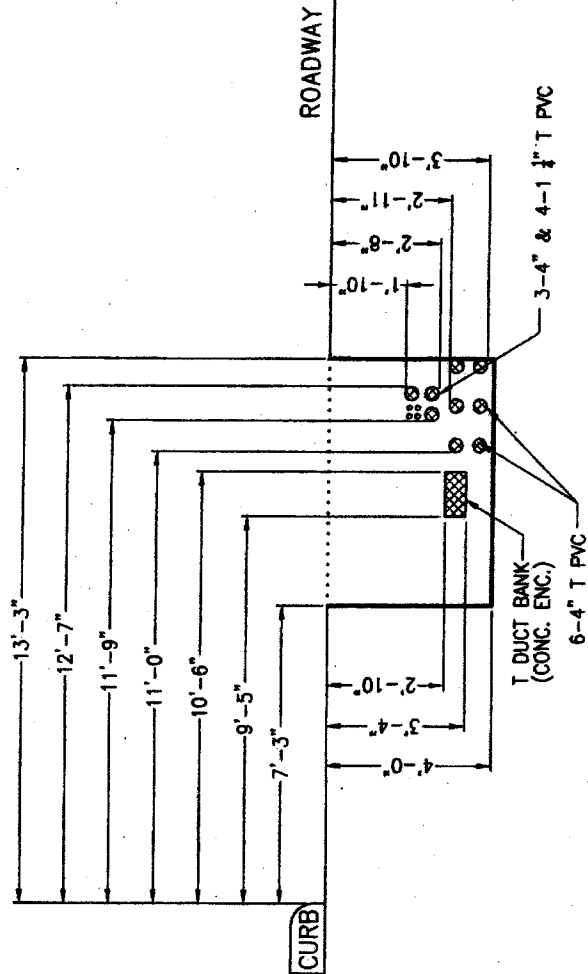 13'-3"
12'-7"
11'-9"
11'-0"
10'-6"
9'-5"
7'-3"
CURB
ROADWAY
1'-10"
2'-8"
2'-11"
3'-10"
2'-10"
3'-4"
4'-0"
3-4" & 4-1 1/4" T PVC
T DUCT BANK
(CONC. ENC.)
6-4" T PVC